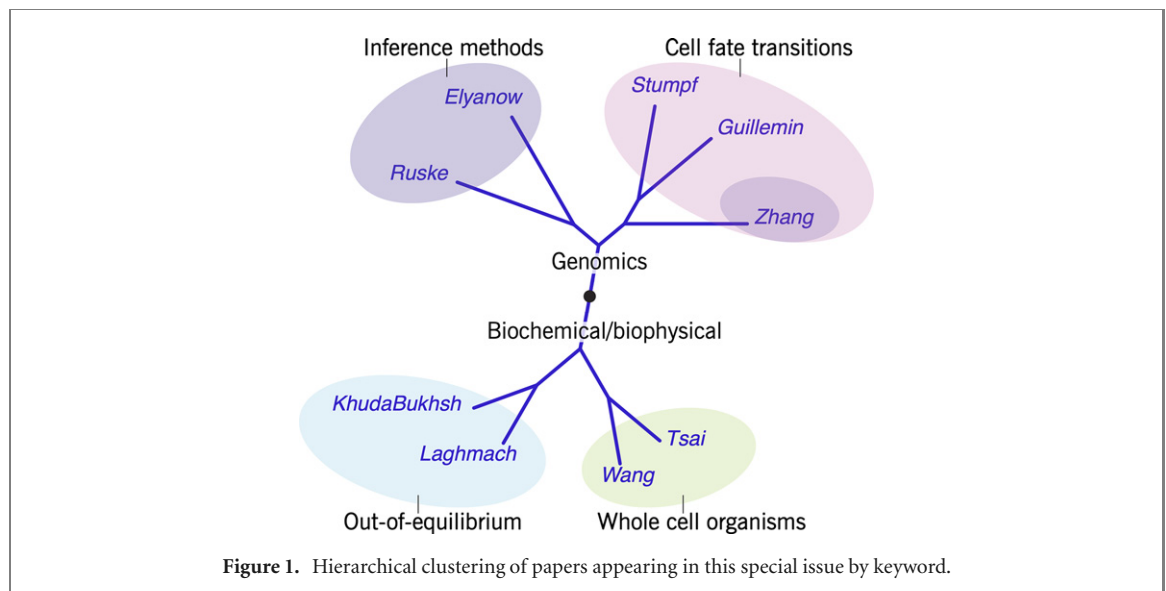 Inference methods
Cell fate transitions
Elyanow
Stumpf
Guillemin
Ruske
Zhang
Genomics
Biochemical/biophysical
KhudaBukhsh
Laghmach
Tsai
Wang
Out-of-equilibrium
Whole cell organisms
Figure 1. Hierarchical clustering of papers appearing in this special issue by keyword.